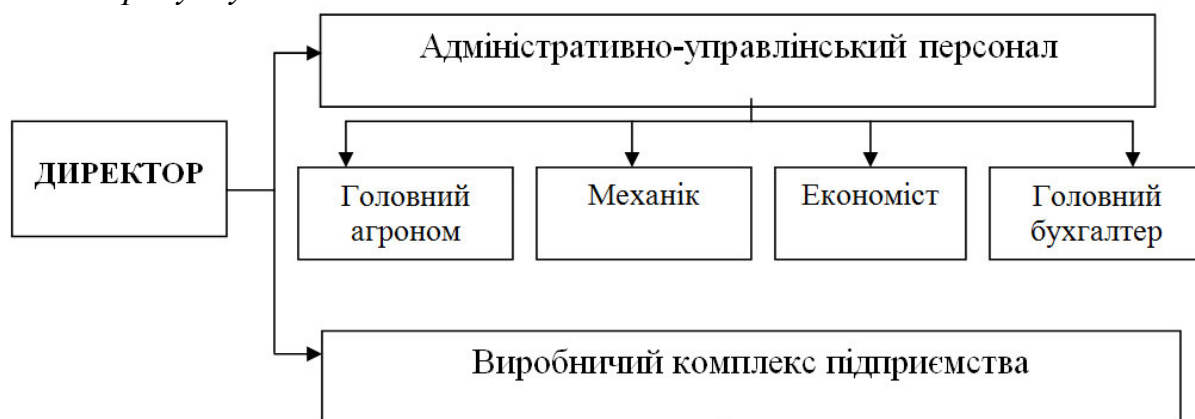 Адміністративно-управлінський персонал
ДИРЕКТОР
Головний
агроном
Механік
Економіст
Головний
бухгалтер
Виробничий комплекс підприємства